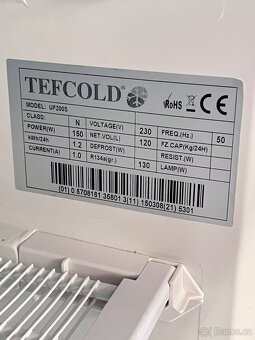 TEFCOLD®
RoHS CE
MODEL: UF200S
CLASS: N VOLTAGE(V) 230 FREQ.(Hz.) 50
POWER(W) 150 NET.VOL(L) 120 FZ.CAP(Kg/24H)
kWh/24h 1.2 DEFROST(W) RESIST.(W)
CURRENT(A) 1.0 R134a(gr.) 130 LAMP(W)
(01) 0 5708181 35801 3(11) 150308(21) 5301